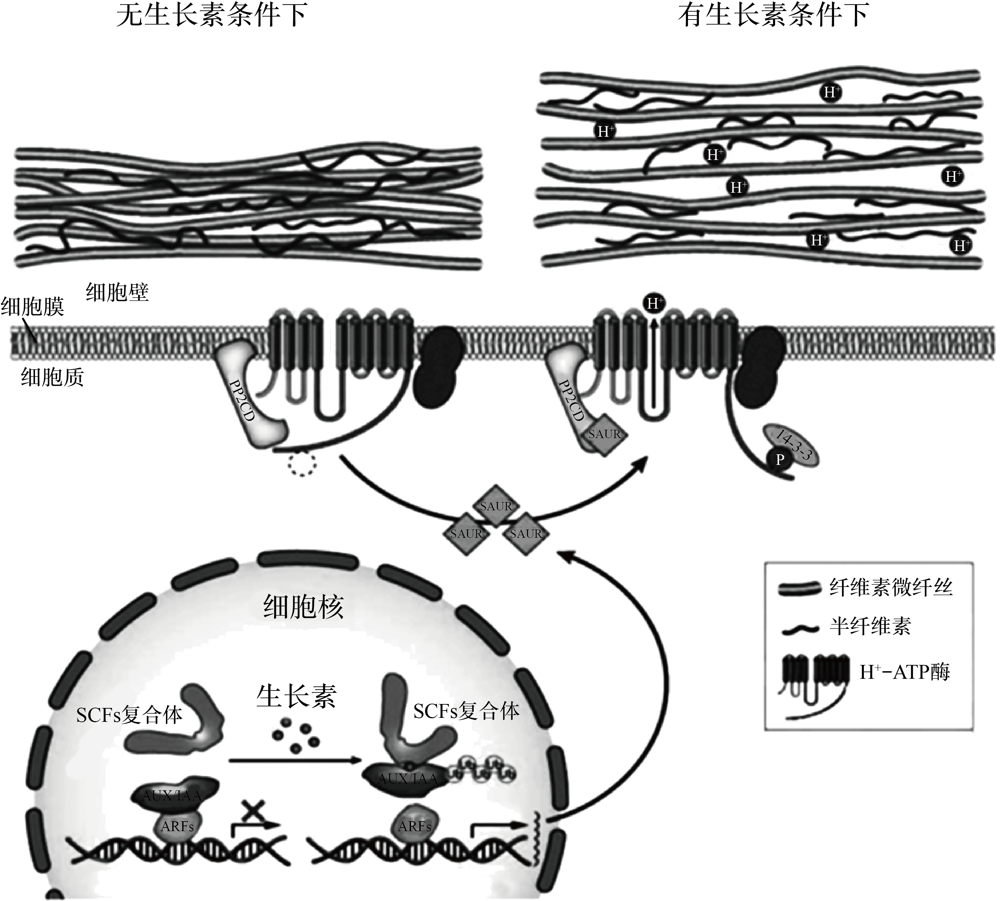 无生长素条件下
有生长素条件下
H⁺
H⁺
H⁺
H⁺
H⁺
H⁺
H⁺
细胞壁
细胞膜
细胞质
H⁺
PP2CD
PP2CD
SAUR
14-3-3
P
SAUR
SAUR
SAUR
细胞核
纤维素微纤丝
半纤维素
H⁺-ATP酶
生长素
SCFs复合体
SCFs复合体
AUX/IAA
AUX/IAA
ARFs
ARFs